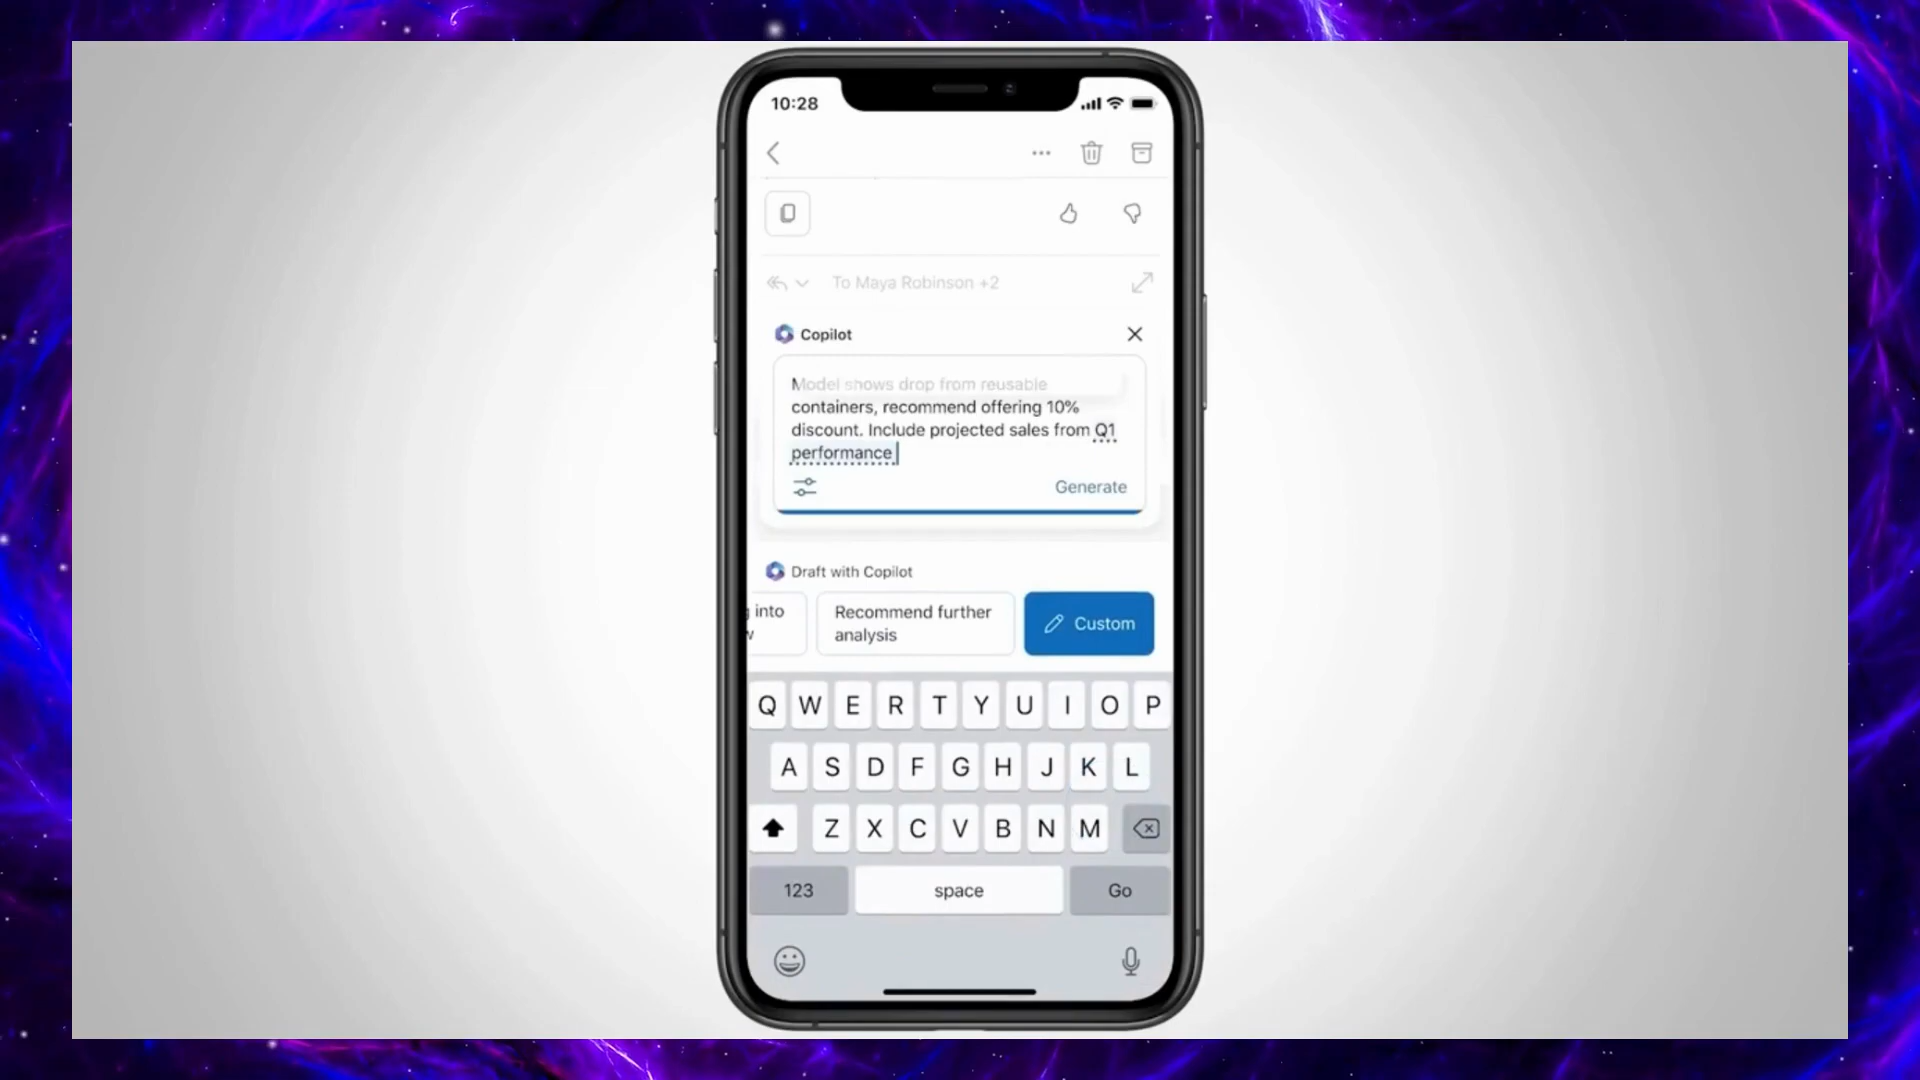 10:28
To Maya Robinson +2
Copilot
Model shows drop from reusable
containers, recommend offering 10%
discount. Include projected sales from Q1
performance
Generate
Draft with Copilot
into
Recommend further
analysis
Custom
Q W E R T Y U I O P
A S D F G H J K L
Z X C V B N M
123 space Go